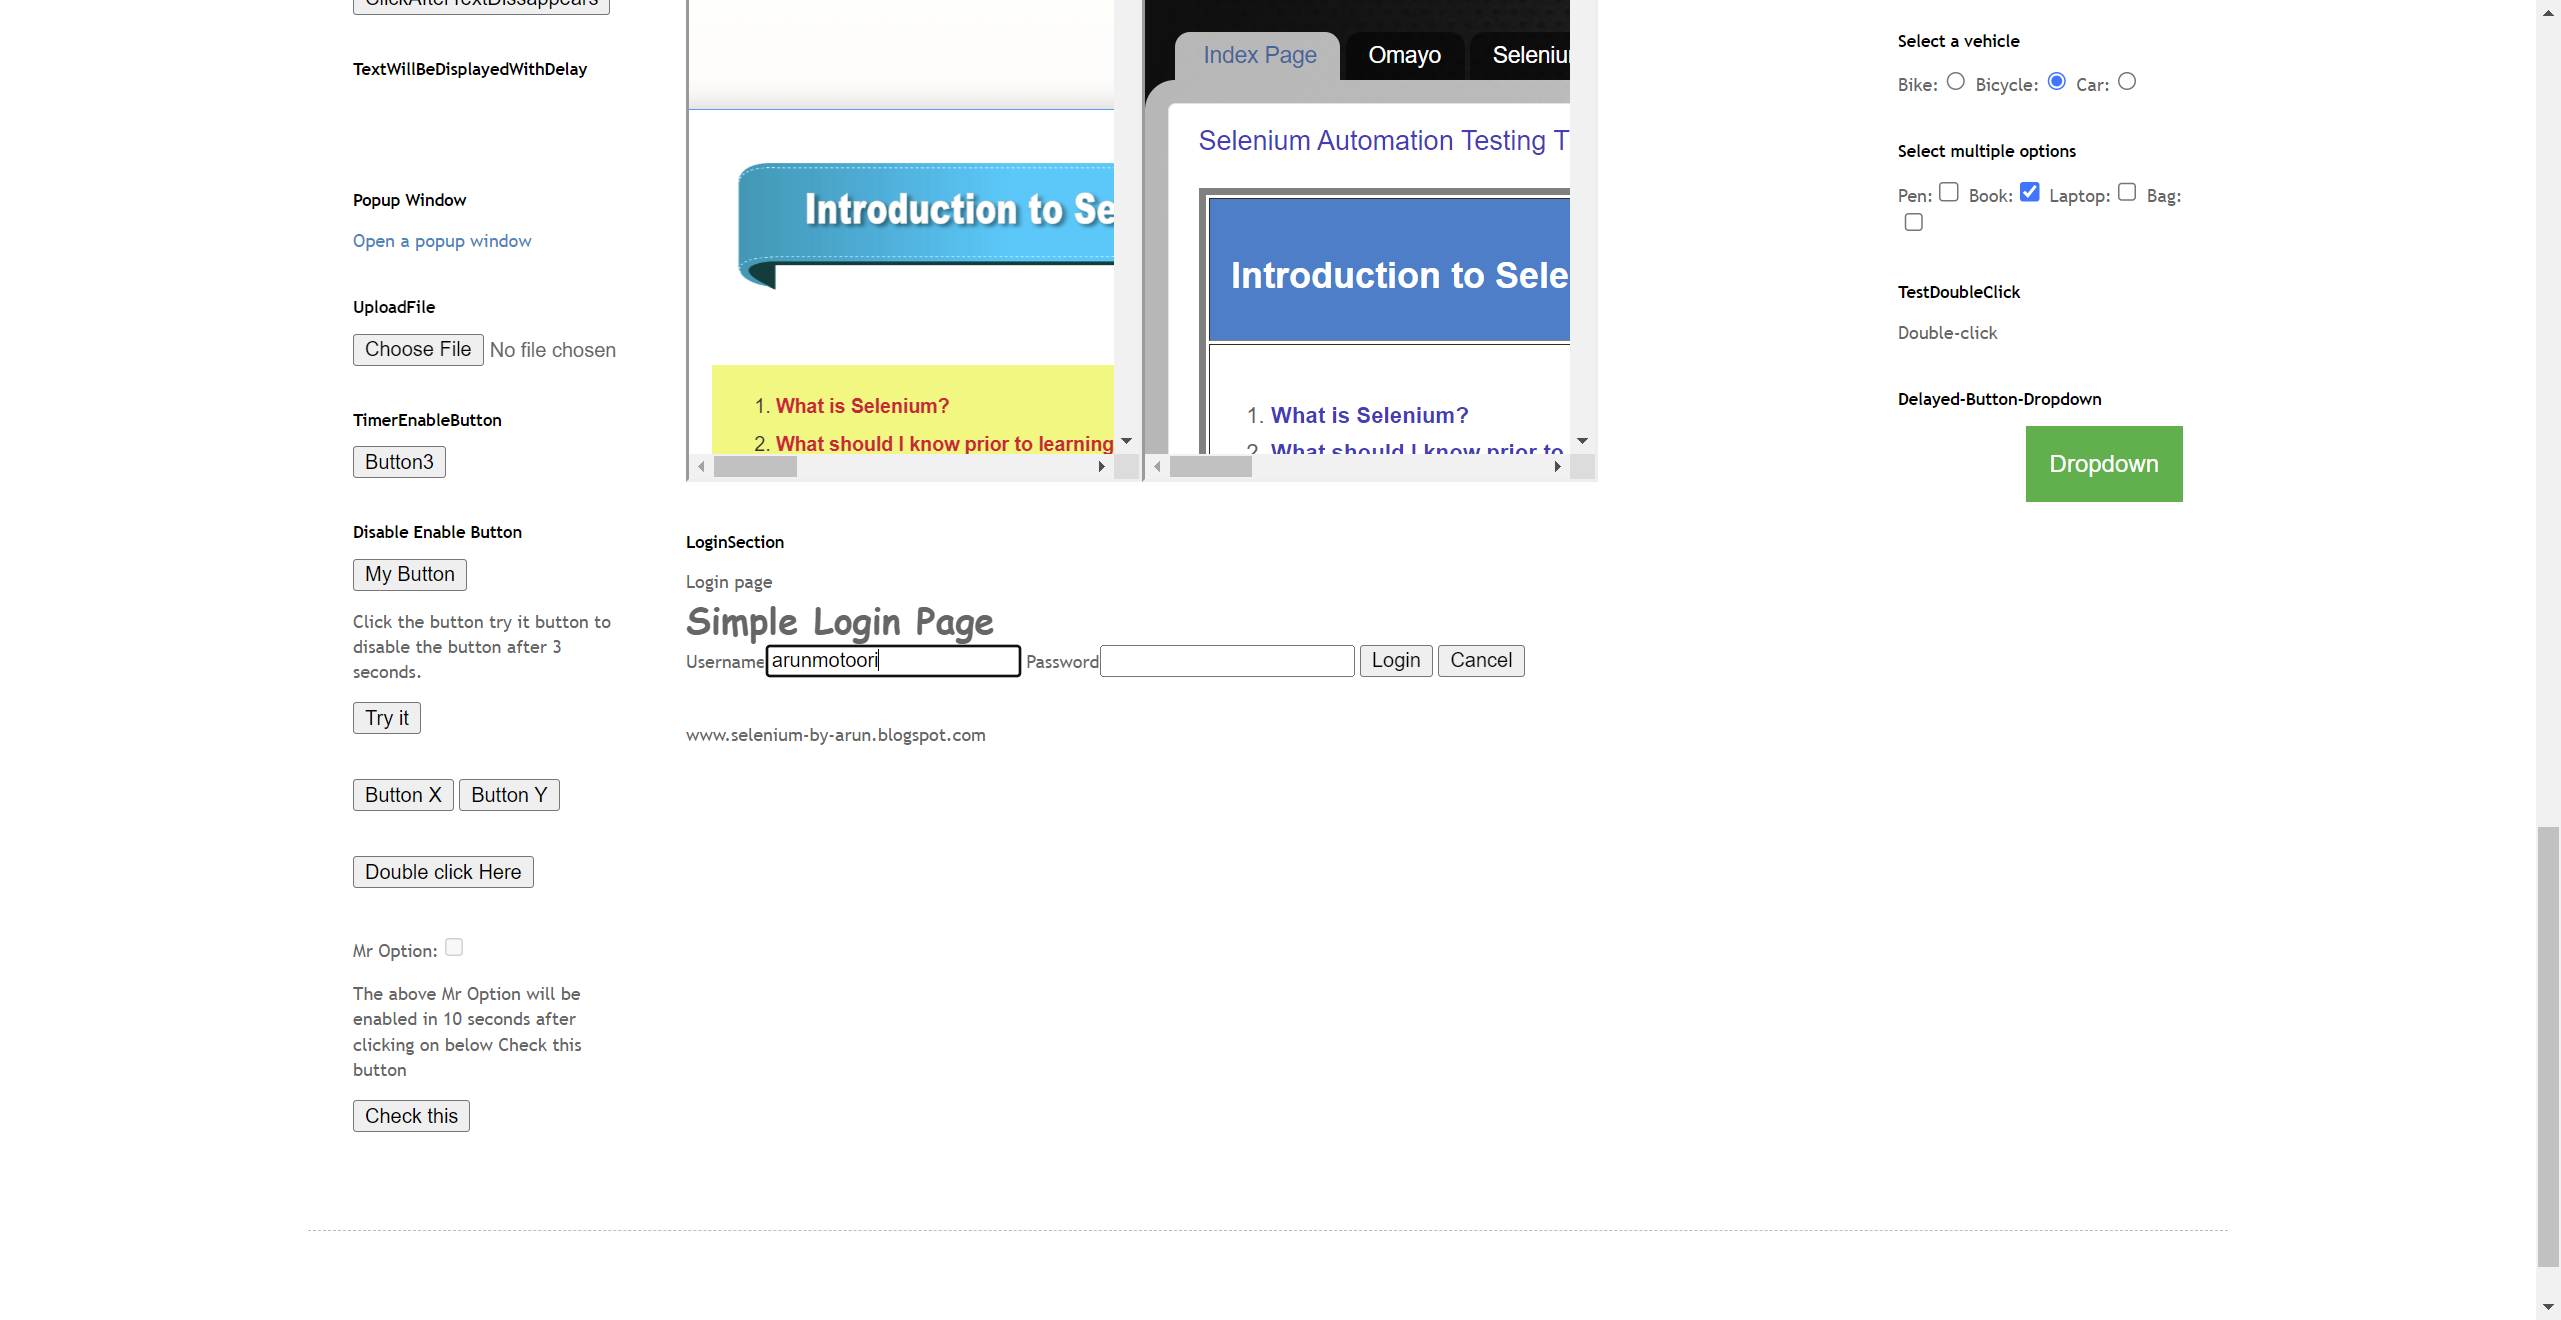 ClickAfterTextDissappears
TextWillBeDisplayedWithDelay
Popup Window
Open a popup window
UploadFile
Choose File No file chosen
TimerEnableButton
Button3
Disable Enable Button
My Button
Click the button try it button to
disable the button after 3
seconds.
Try it
Button X Button Y
Double click Here
Mr Option:
The above Mr Option will be
enabled in 10 seconds after
clicking on below Check this
button
Check this
Introduction to Se
1. What is Selenium?
2. What should I know prior to learning
Index Page Omayo Seleniu
Selenium Automation Testing T
Introduction to Sele
1. What is Selenium?
2. What should I know prior to
LoginSection
Login page
Simple Login Page
Username arunmotoori Password Login Cancel
www.selenium-by-arun.blogspot.com
Select a vehicle
Bike: Bicycle: Car:
Select multiple options
Pen: Book: Laptop: Bag:
TestDoubleClick
Double-click
Delayed-Button-Dropdown
Dropdown